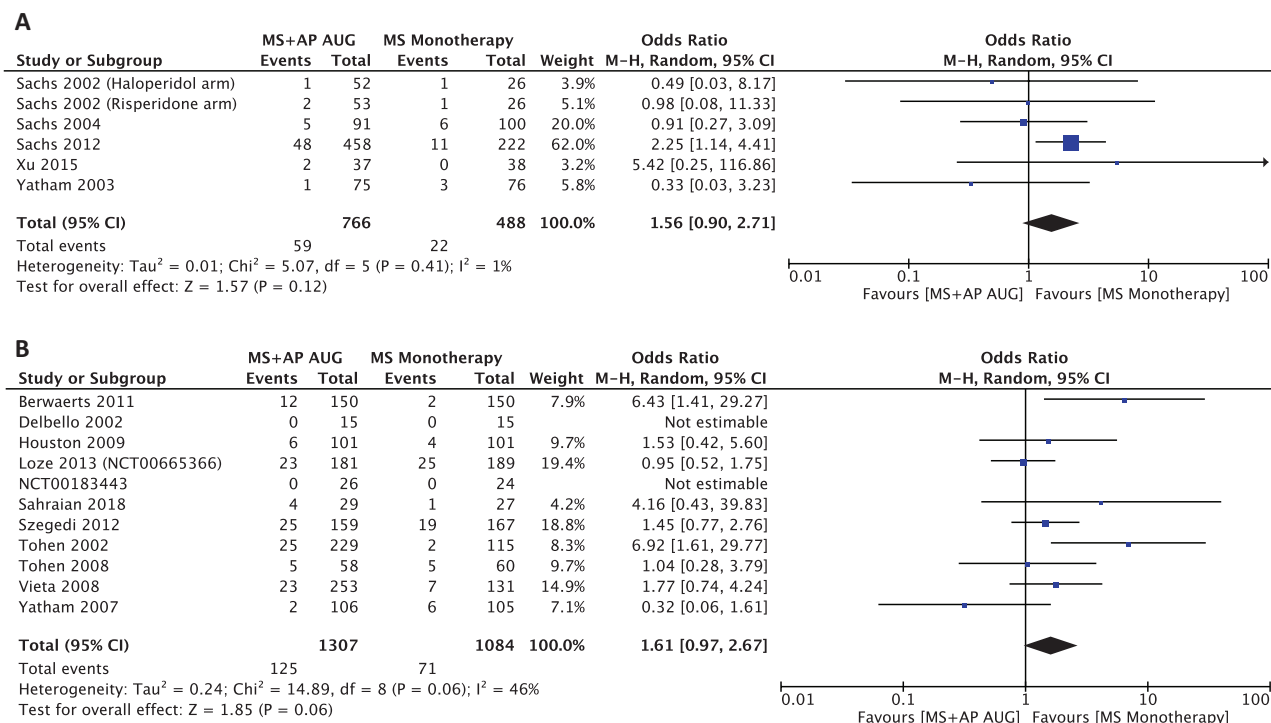 A
MS+AP AUG MS Monotherapy Odds Ratio Odds Ratio
Study or Subgroup Events Total Events Total Weight M-H, Random, 95% CI M-H, Random, 95% CI
Sachs 2002 (Haloperidol arm) 1 52 1 26 3.9% 0.49 [0.03, 8.17]
Sachs 2002 (Risperidone arm) 2 53 1 26 5.1% 0.98 [0.08, 11.33]
Sachs 2004 5 91 6 100 20.0% 0.91 [0.27, 3.09]
Sachs 2012 48 458 11 222 62.0% 2.25 [1.14, 4.41]
Xu 2015 2 37 0 38 3.2% 5.42 [0.25, 116.86]
Yatham 2003 1 75 3 76 5.8% 0.33 [0.03, 3.23]
Total (95% CI) 766 488 100.0% 1.56 [0.90, 2.71]
Total events 59 22
Heterogeneity: Tau² = 0.01; Chi² = 5.07, df = 5 (P = 0.41); I² = 1%
Test for overall effect: Z = 1.57 (P = 0.12)
0.01 0.1 1 10 100
Favours [MS+AP AUG] Favours [MS Monotherapy]
B
MS+AP AUG MS Monotherapy Odds Ratio Odds Ratio
Study or Subgroup Events Total Events Total Weight M-H, Random, 95% CI M-H, Random, 95% CI
Berwaerts 2011 12 150 2 150 7.9% 6.43 [1.41, 29.27]
Delbello 2002 0 15 0 15 Not estimable
Houston 2009 6 101 4 101 9.7% 1.53 [0.42, 5.60]
Loze 2013 (NCT00665366) 23 181 25 189 19.4% 0.95 [0.52, 1.75]
NCT00183443 0 26 0 24 Not estimable
Sahraian 2018 4 29 1 27 4.2% 4.16 [0.43, 39.83]
Szegedi 2012 25 159 19 167 18.8% 1.45 [0.77, 2.76]
Tohen 2002 25 229 2 115 8.3% 6.92 [1.61, 29.77]
Tohen 2008 5 58 5 60 9.7% 1.04 [0.28, 3.79]
Vieta 2008 23 253 7 131 14.9% 1.77 [0.74, 4.24]
Yatham 2007 2 106 6 105 7.1% 0.32 [0.06, 1.61]
Total (95% CI) 1307 1084 100.0% 1.61 [0.97, 2.67]
Total events 125 71
Heterogeneity: Tau² = 0.24; Chi² = 14.89, df = 8 (P = 0.06); I² = 46%
Test for overall effect: Z = 1.85 (P = 0.06)
0.01 0.1 1 10 100
Favours [MS+AP AUG] Favours [MS Monotherapy]